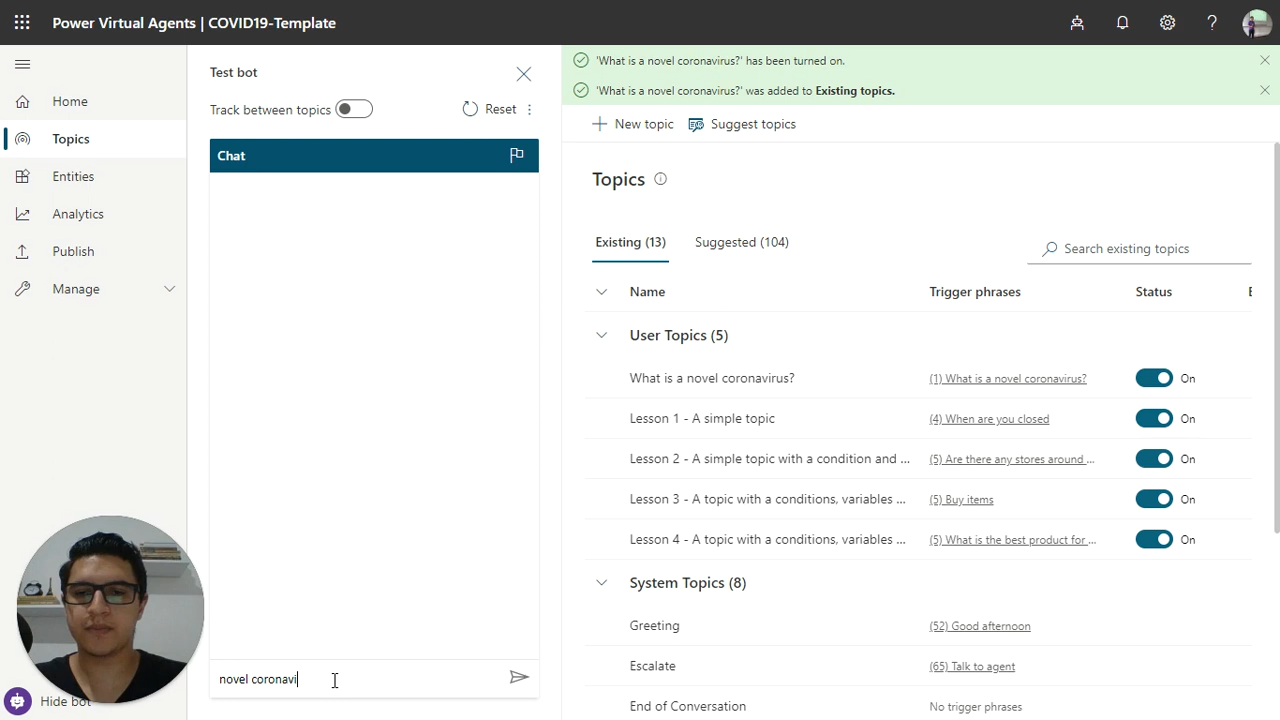 Power Virtual Agents | COVID19-Template
Home
Topics
Entities
Analytics
Publish
Manage
Hide bot
Test bot
Track between topics
Reset
Chat
novel coronavi
'What is a novel coronavirus?' has been turned on.
'What is a novel coronavirus?' was added to Existing topics.
New topic
Suggest topics
Topics
Existing (13)
Suggested (104)
Search existing topics
Name
Trigger phrases
Status
User Topics (5)
What is a novel coronavirus?
(1) What is a novel coronavirus?
On
Lesson 1 - A simple topic
(4) When are you closed
On
Lesson 2 - A simple topic with a condition and ...
(5) Are there any stores around ...
On
Lesson 3 - A topic with a conditions, variables ...
(5) Buy items
On
Lesson 4 - A topic with a conditions, variables ...
(5) What is the best product for ...
On
System Topics (8)
Greeting
(52) Good afternoon
Escalate
(65) Talk to agent
End of Conversation
No trigger phrases